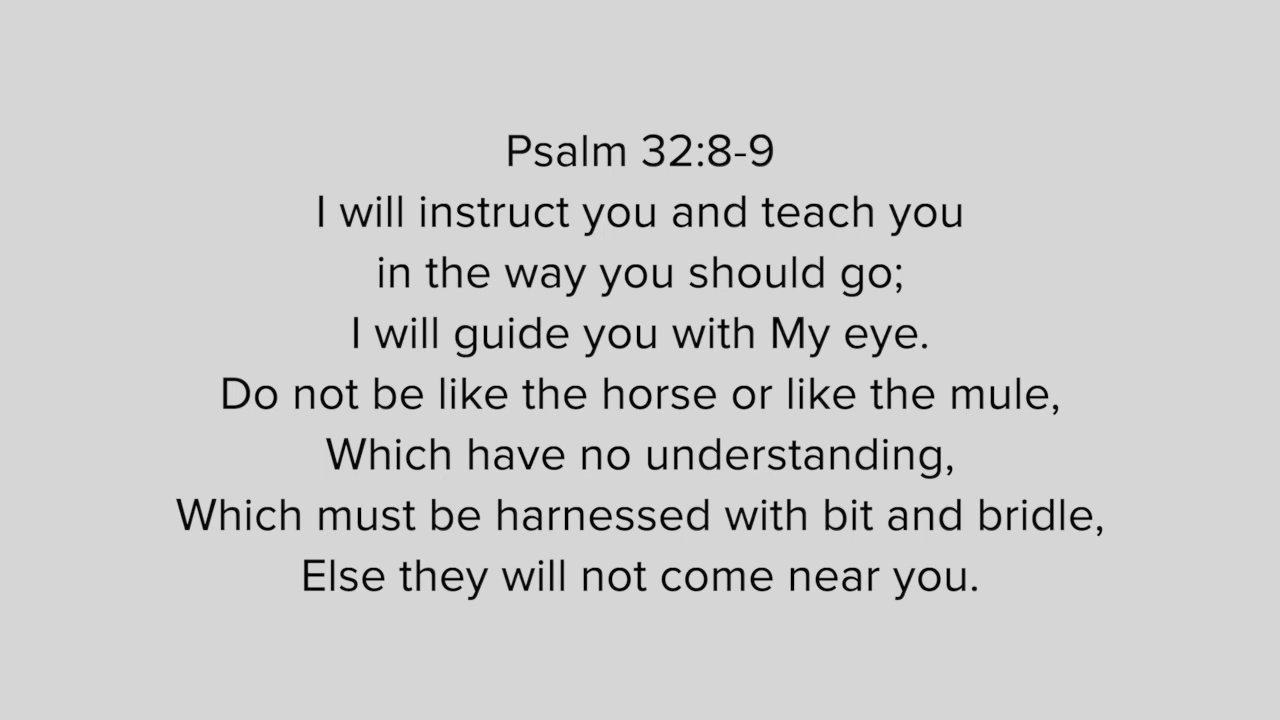 Psalm 32:8-9
I will instruct you and teach you
in the way you should go;
I will guide you with My eye.
Do not be like the horse or like the mule,
Which have no understanding,
Which must be harnessed with bit and bridle,
Else they will not come near you.